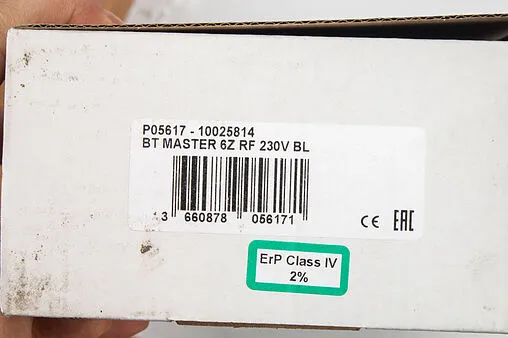 P05617 - 10025814
BT MASTER 6Z RF 230V BL
3 660878 056171
CE EAC
ErP Class IV
2%